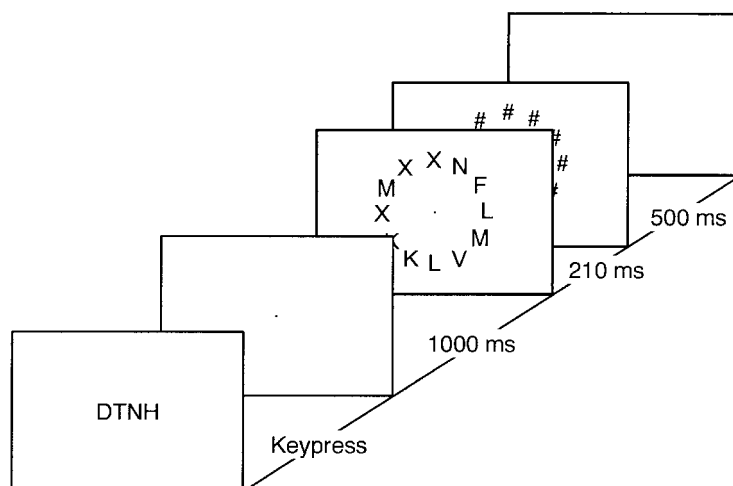 # # #
#
#
#
X X N
M F
X L
M
K L V
500 ms
210 ms
1000 ms
DTNH
Keypress